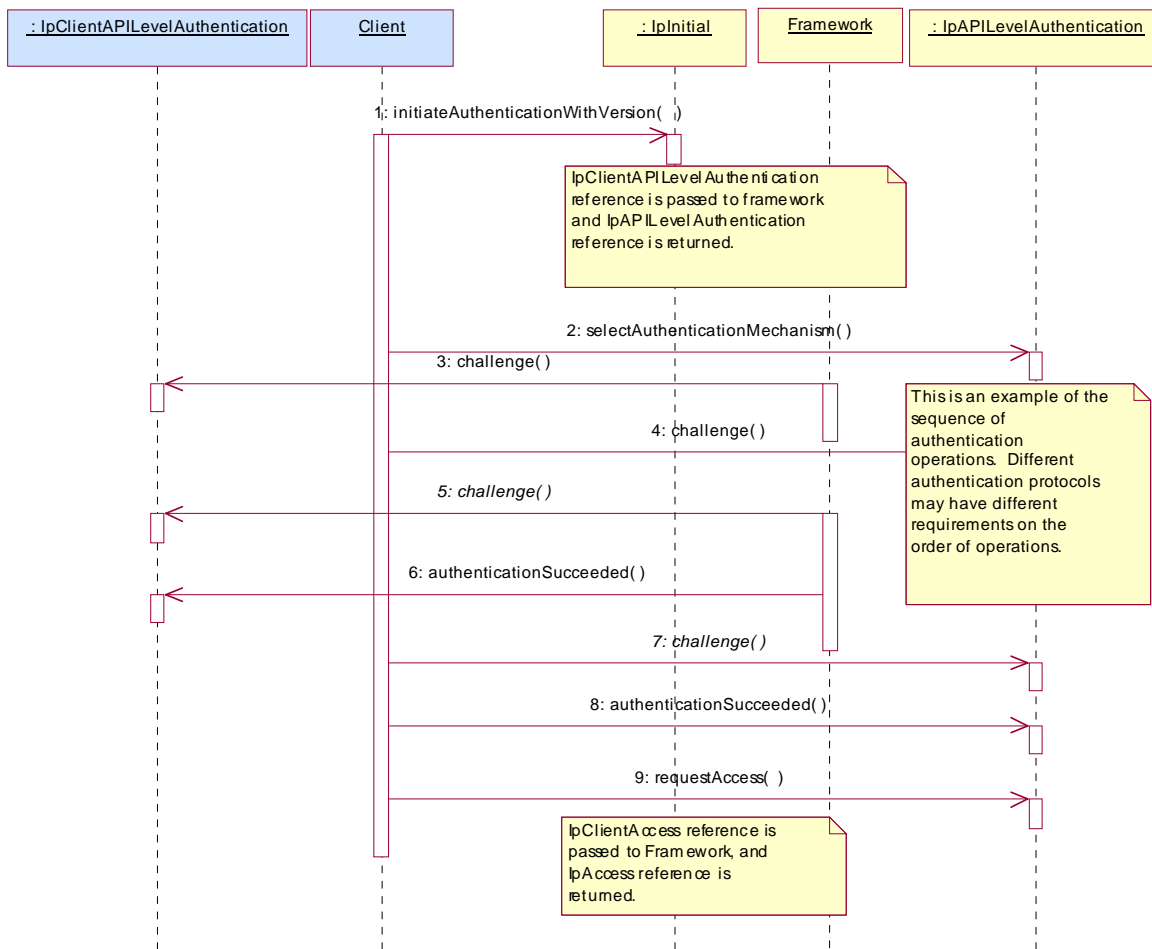 : IpClientAPILevelAuthentication
Client
: IpInitial
Framework
: IpAPILevelAuthentication
1: initiateAuthenticationWithVersion( )
IpClientAPILevelAuthentication
reference is passed to framework
and IpAPILevelAuthentication
reference is returned.
2: selectAuthenticationMechanism( )
3: challenge( )
This is an example of the
sequence of
authentication
operations. Different
authentication protocols
may have different
requirements on the
order of operations.
4: challenge( )
5: challenge( )
6: authenticationSucceeded( )
7: challenge( )
8: authenticationSucceeded( )
9: requestAccess( )
IpClientAccess reference is
passed to Framework, and
IpAccess reference is
returned.